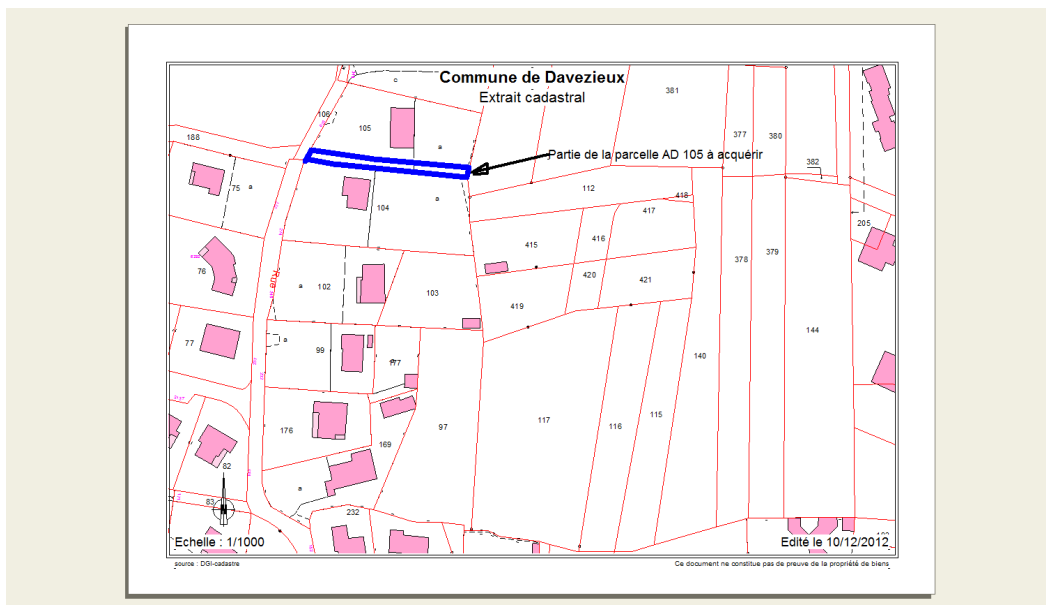 Commune de Davezieux
Extrait cadastral
c
381
106
105
377
380
188
a
Partie de la parcelle AD 105 à acquérir
382
75
a
112
418
104
a
417
205
415
416
76
378
379
a
102
103
420
421
419
Rue
144
77
a
99
177
140
117
116
115
176
97
169
82
a
83
232
Echelle : 1/1000
Edité le 10/12/2012
source : DGI-cadastre
Ce document ne constitue pas de preuve de la propriété de biens